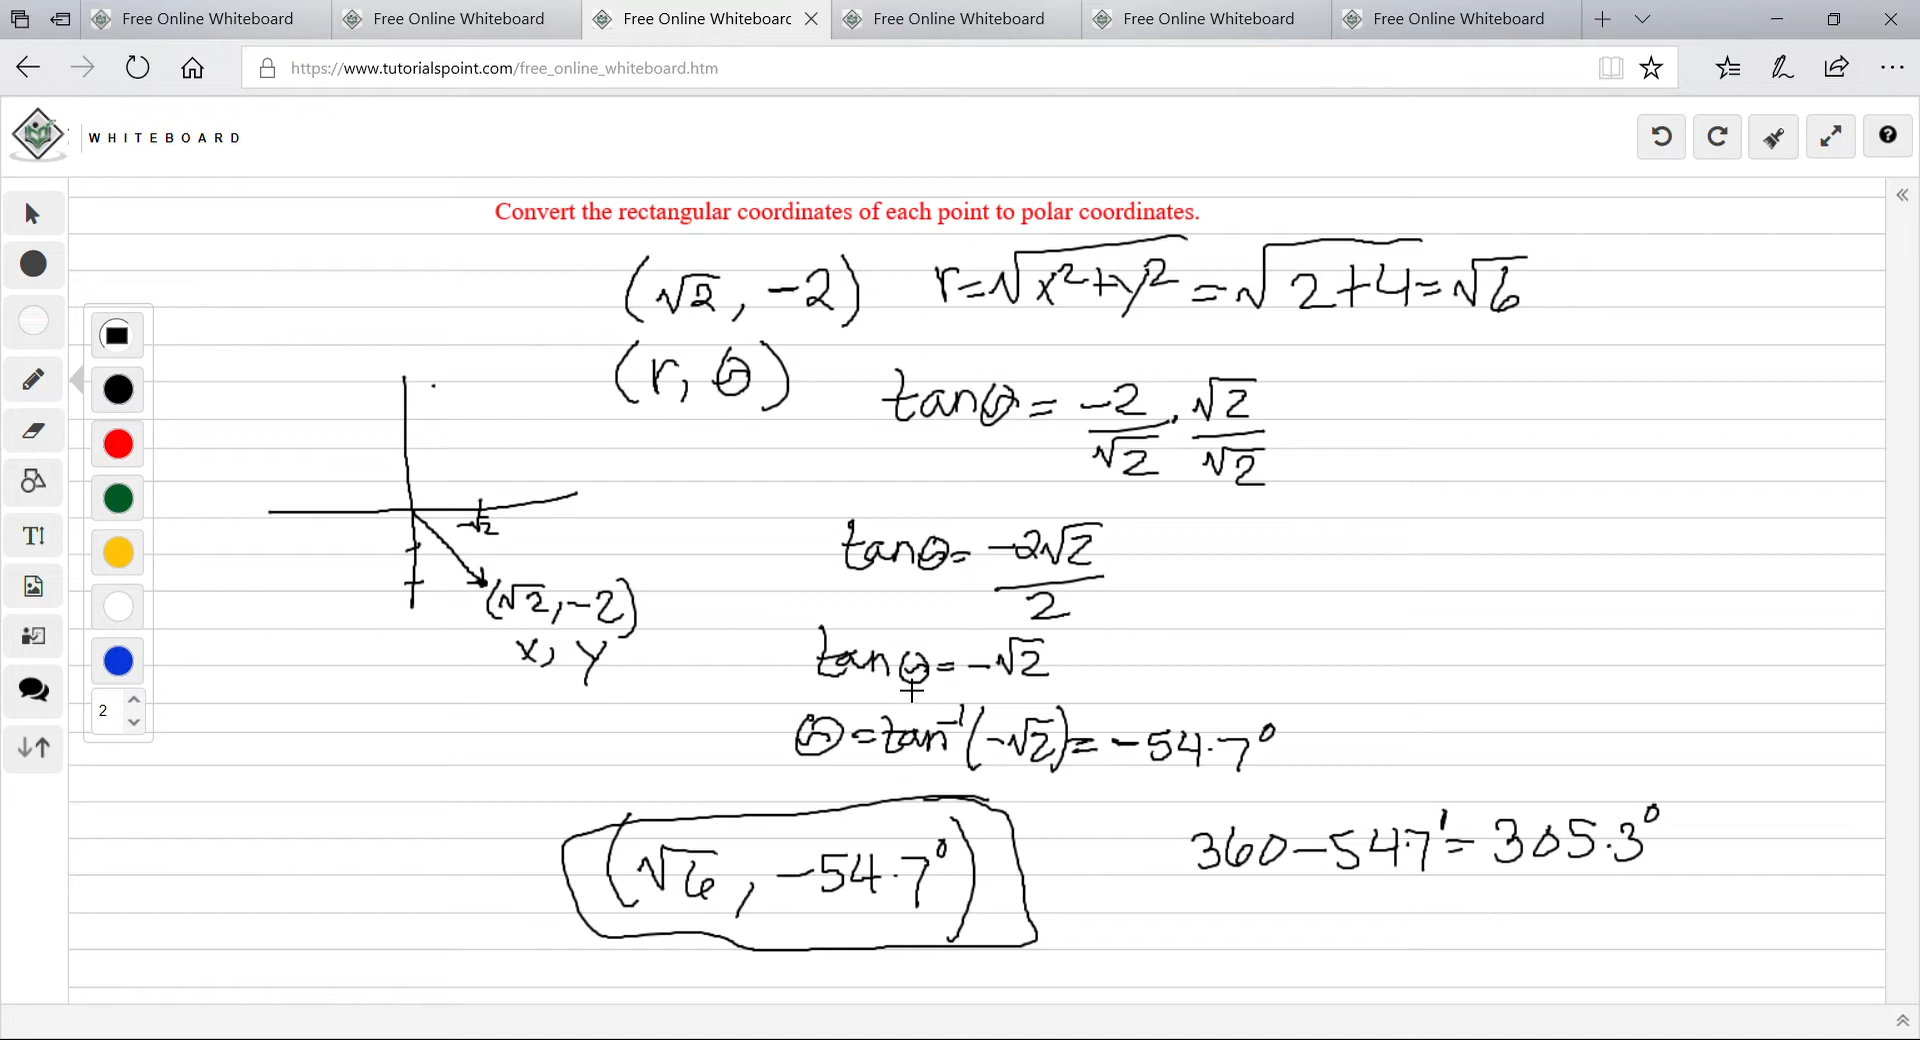 Free Online Whiteboard
Free Online Whiteboard
Free Online Whiteboard
Free Online Whiteboard
Free Online Whiteboard
Free Online Whiteboard
https://www.tutorialspoint.com/free_online_whiteboard.htm
WHITEBOARD
Convert the rectangular coordinates of each point to polar coordinates.
(√2, -2) r = √x²+y² = √2+4 = √6
(r, θ)
tanθ = -2/√2 · √2/√2
√2
tanθ = -2√2/2
(√2, -2)
x, y
tanθ = -√2
2
θ = tan⁻¹(-√2) = -54.7°
360-54.7' = 305.3°
(√6, -54.7°)